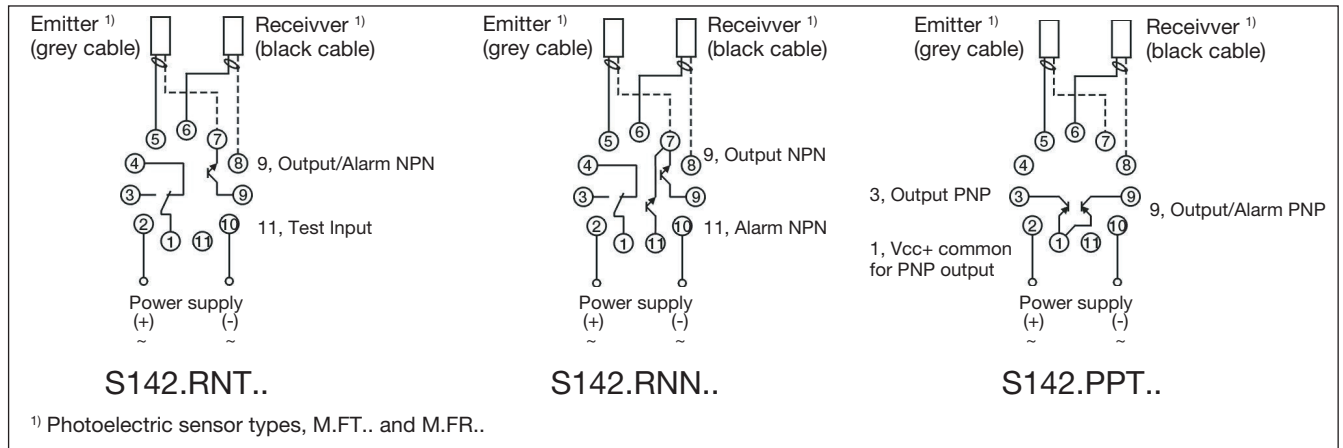 Emitter 1) Receivver 1)
(grey cable) (black cable)
5 6 7
4 8 9, Output/Alarm NPN
3 9
2 1 11 10 11, Test Input
Power supply
(+) (-)
~ ~
S142.RNT..
Emitter 1) Receivver 1)
(grey cable) (black cable)
5 6 7
4 8 9, Output NPN
3 9
2 1 11 10 11, Alarm NPN
Power supply
(+) (-)
~ ~
S142.RNN..
Emitter 1) Receivver 1)
(grey cable) (black cable)
5 6 7
4 8
3, Output PNP 3 9
9, Output/Alarm PNP
2 1 11 10
1, Vcc+ common
for PNP output
Power supply
(+) (-)
~ ~
S142.PPT..
1) Photoelectric sensor types, M.FT.. and M.FR..